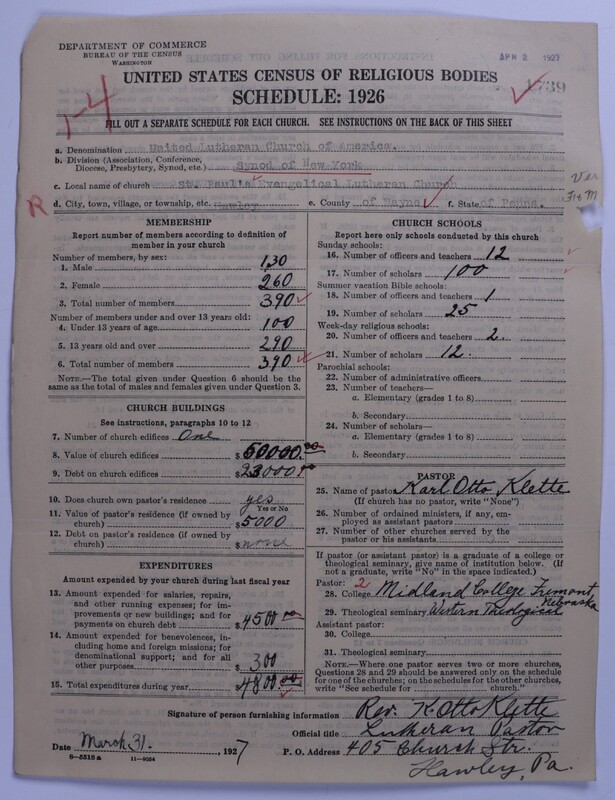 DEPARTMENT OF COMMERCE
BUREAU OF THE CENSUS
WASHINGTON
APR 2 1927
UNITED STATES CENSUS OF RELIGIOUS BODIES
SCHEDULE: 1926
1-4
FILL OUT A SEPARATE SCHEDULE FOR EACH CHURCH. SEE INSTRUCTIONS ON THE BACK OF THIS SHEET
a. Denomination United Lutheran Church of America.
b. Division (Association, Conference, Diocese, Presbytery, Synod, etc.) Synod of New York
c. Local name of church St. Paul's Evangelical Lutheran Church
R d. City, town, village, or township, etc. Hawley e. County of Wayne f. State of Penna.
MEMBERSHIP
Report number of members according to definition of member in your church
Number of members, by sex:
1. Male 130
2. Female 260
3. Total number of members 390
Number of members under and over 13 years old:
4. Under 13 years of age 100
5. 13 years old and over 290
6. Total number of members 390
NOTE.—The total given under Question 6 should be the same as the total of males and females given under Question 3.
CHURCH BUILDINGS
See instructions, paragraphs 10 to 12
7. Number of church edifices One
8. Value of church edifices $50000.00
9. Debt on church edifices $23000
10. Does church own pastor's residence yes
Yes or No
11. Value of pastor's residence (if owned by church) $5000
12. Debt on pastor's residence (if owned by church) $none
EXPENDITURES
Amount expended by your church during last fiscal year
13. Amount expended for salaries, repairs, and other running expenses; for improvements or new buildings; and for payments on church debt $4500 00
14. Amount expended for benevolences, including home and foreign missions; for denominational support; and for all other purposes $300
15. Total expenditures during year $4800.00
CHURCH SCHOOLS
Report here only schools conducted by this church
Sunday schools:
16. Number of officers and teachers 12
17. Number of scholars 100
Summer vacation Bible schools:
18. Number of officers and teachers 1
19. Number of scholars 25
Week-day religious schools:
20. Number of officers and teachers 2
21. Number of scholars 12
Parochial schools:
22. Number of administrative officers
23. Number of teachers—
a. Elementary (grades 1 to 8)
b. Secondary
24. Number of scholars—
a. Elementary (grades 1 to 8)
b. Secondary
PASTOR
25. Name of pastor Karl Otto Klette
(If church has no pastor, write "None")
26. Number of ordained ministers, if any, employed as assistant pastors
27. Number of other churches served by the pastor or his assistants
If pastor (or assistant pastor) is a graduate of a college or theological seminary, give name of institution below. (If not a graduate, write "No" in the space indicated.)
Pastor: 2
28. College Midland College Fremont Nebraska
29. Theological seminary Western Theological
Assistant pastor:
30. College
31. Theological seminary
NOTE.—Where one pastor serves two or more churches, Questions 28 and 29 should be answered only on the schedule for one of the churches; on the schedules for the other churches, write "See schedule for church."
Signature of person furnishing information Rev. K. Otto Klette
Official title Lutheran Pastor
Date March 31. 1927 P. O. Address 405 Church Str.
Hawley, Pa.
8-5518 a 11-9054